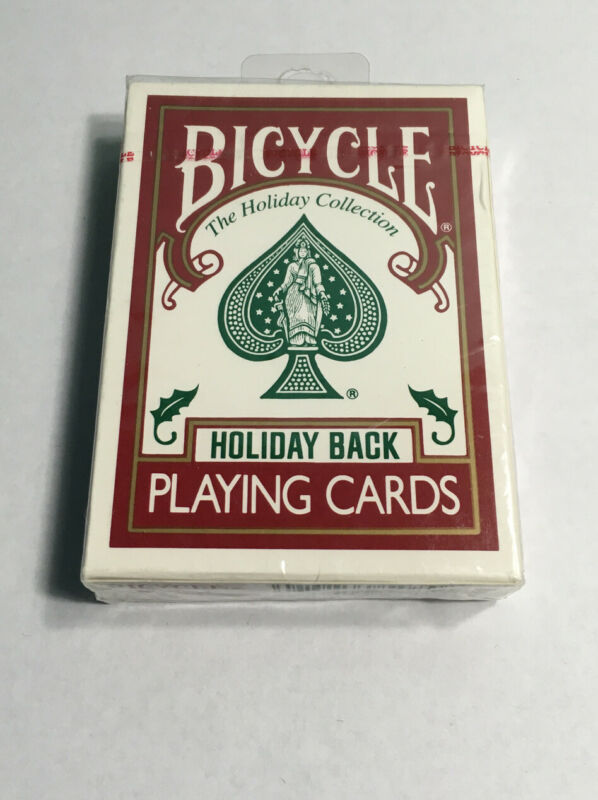 BICYCLE
®
The Holiday Collection
®
HOLIDAY BACK
PLAYING CARDS